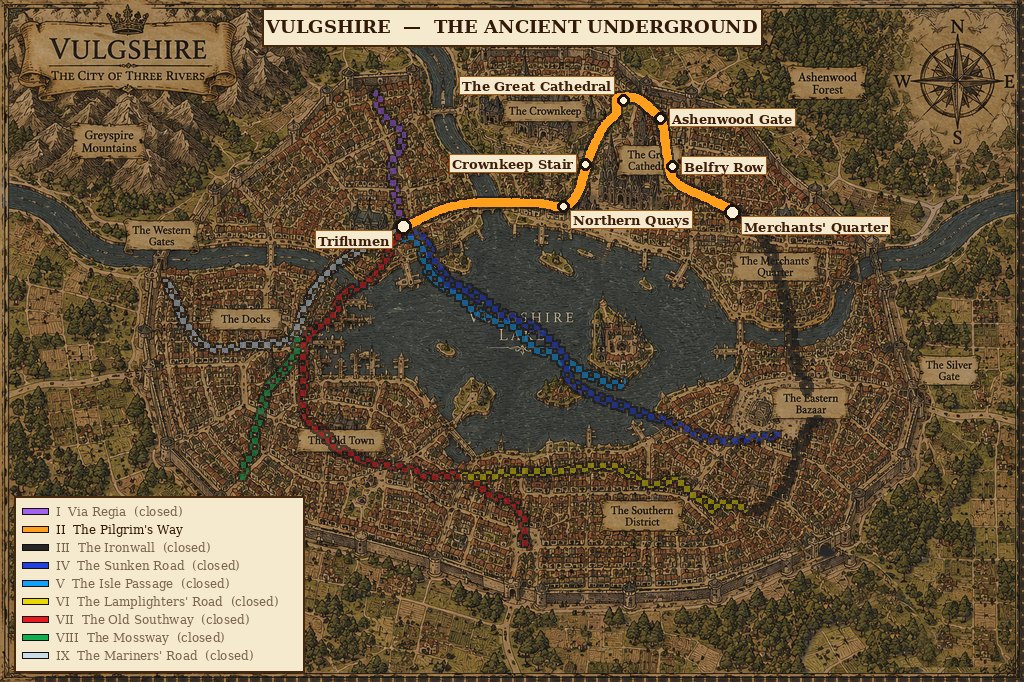 VULGSHIRE — THE ANCIENT UNDERGROUND
VULGSHIRE
THE CITY OF THREE RIVERS
N
W
E
S
Ashenwood
Forest
Greyspire
Mountains
The Great Cathedral
The Crownkeep
Ashenwood Gate
Crownkeep Stair
Belfry Row
Northern Quays
Merchants' Quarter
Triflumen
The Western
Gates
The Merchants'
Quarter
The Docks
LAKE
The Silver
Gate
The Eastern
Bazaar
The Old Town
The Southern
District
I Via Regia (closed)
II The Pilgrim's Way
III The Ironwall (closed)
IV The Sunken Road (closed)
V The Isle Passage (closed)
VI The Lamplighters' Road (closed)
VII The Old Southway (closed)
VIII The Mossway (closed)
IX The Mariners' Road (closed)